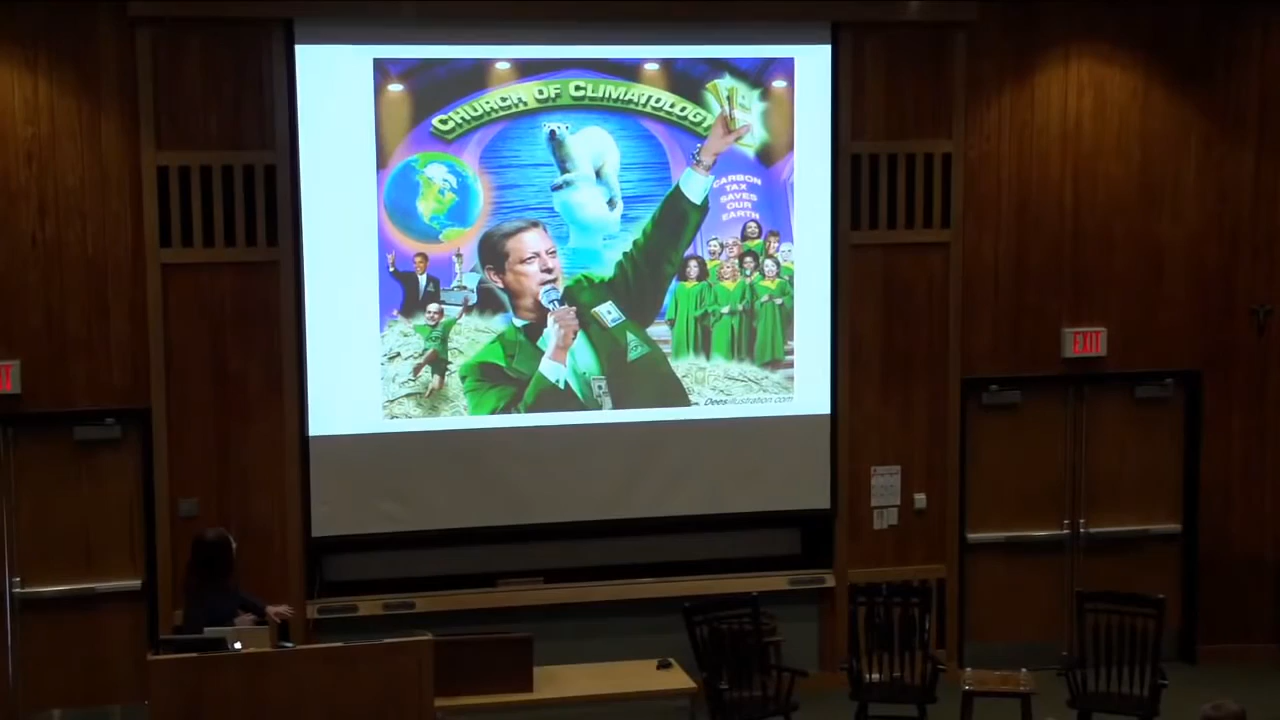 CHURCH OF CLIMATOLOGY
CARBON
TAX
SAVES
OUR
EARTH
Deesillustration.com
EXIT